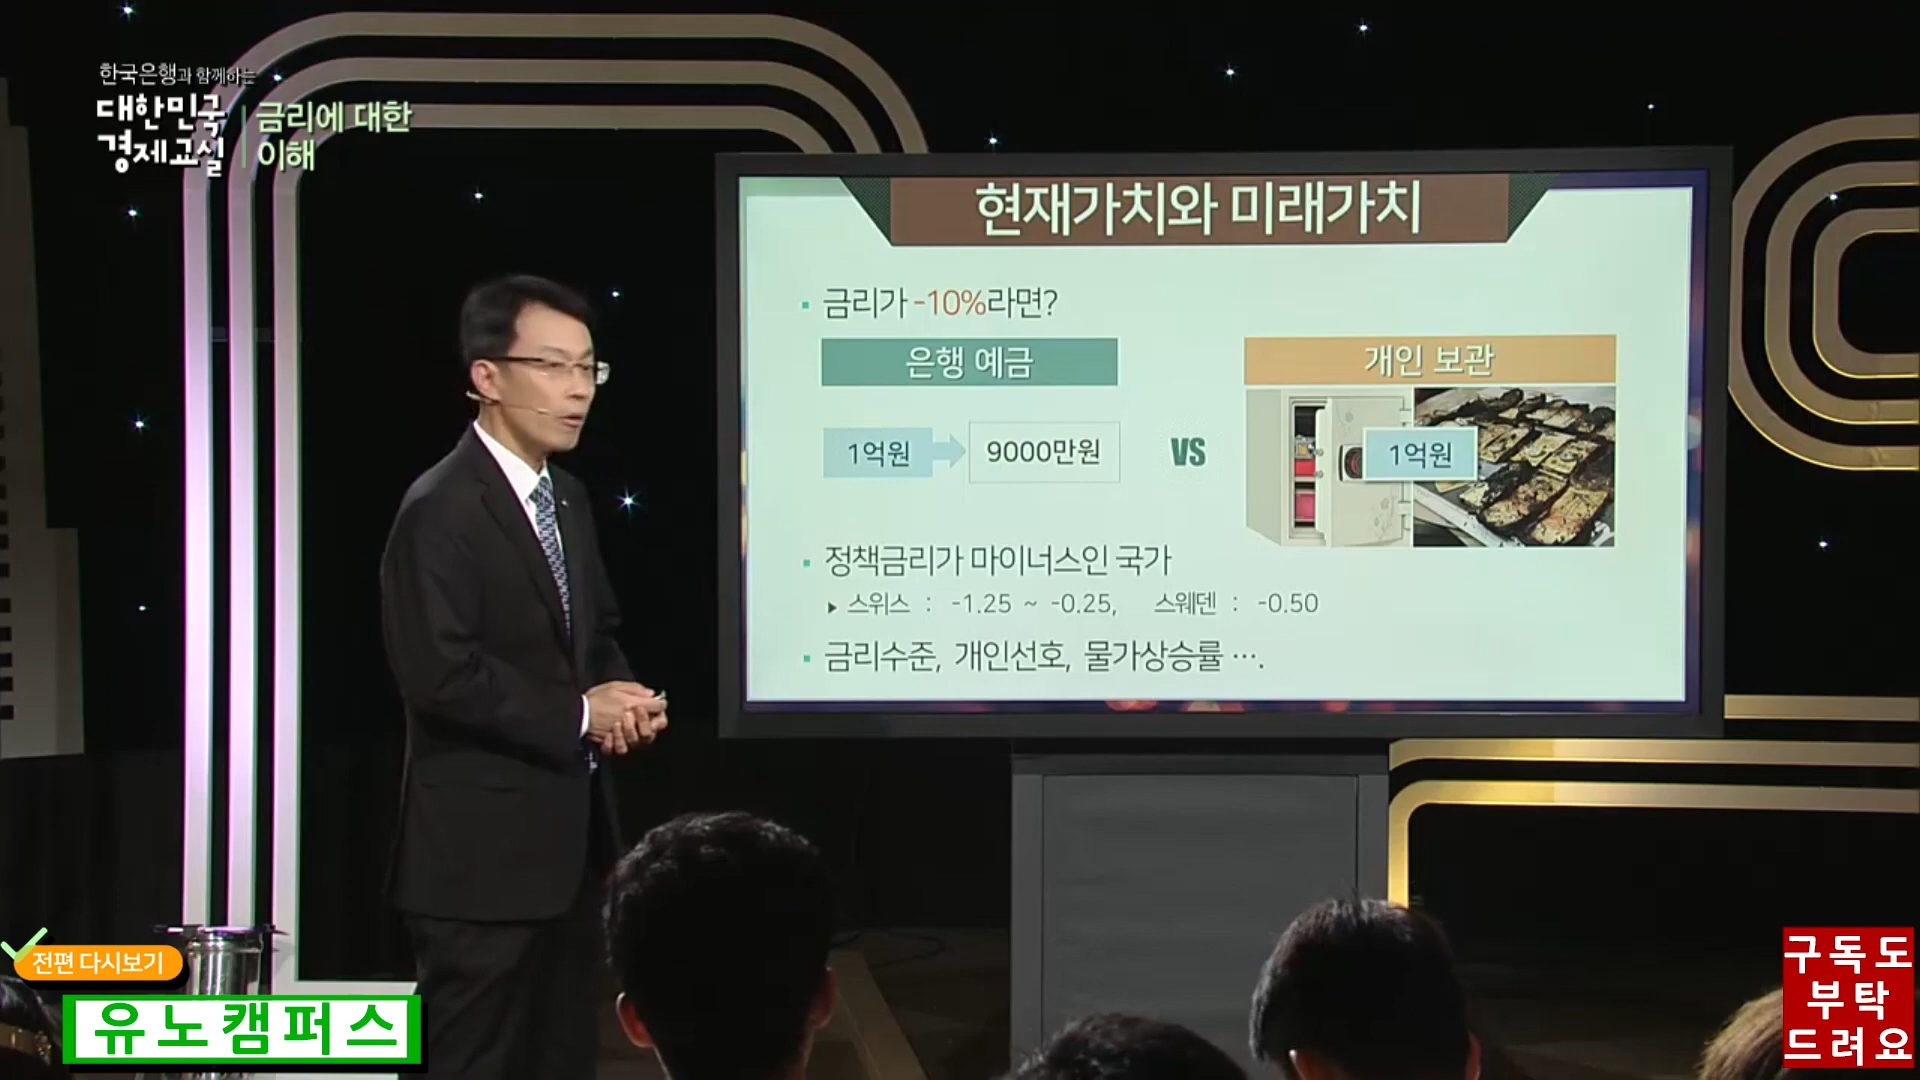 한국은행과 함께하는
대한민국
경제교실
금리에 대한
이해
현재가치와 미래가치
▪ 금리가 -10%라면?
은행 예금
개인 보관
1억원
9000만원
VS
1억원
▪ 정책금리가 마이너스인 국가
▸ 스위스 : -1.25 ~ -0.25, 스웨덴 : -0.50
▪ 금리수준, 개인선호, 물가상승률 ….
전편 다시보기
유노캠퍼스
구독도
부탁
드려요